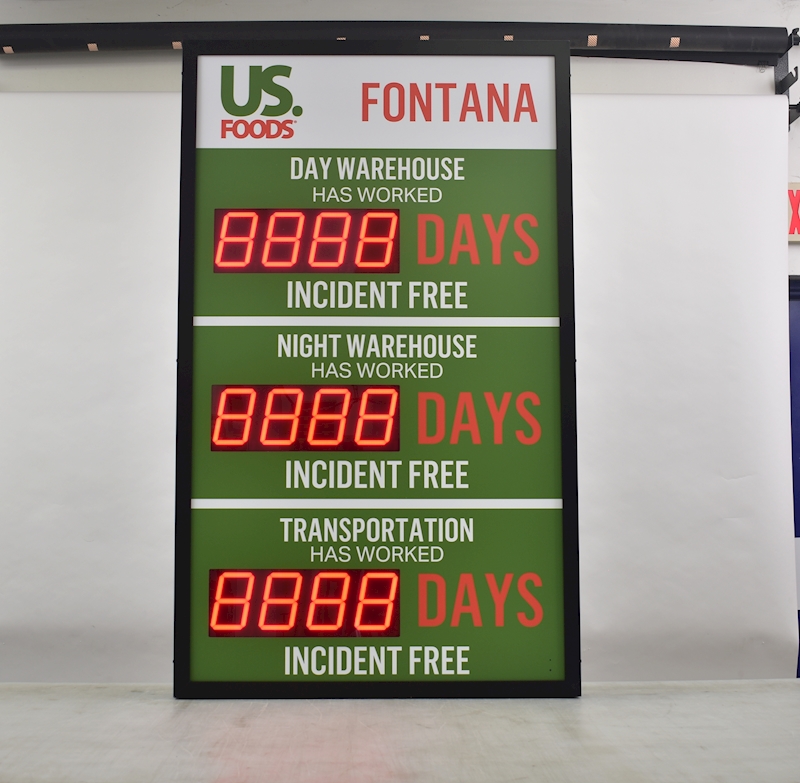 US.
FOODS
FONTANA
DAY WAREHOUSE
HAS WORKED
8888 DAYS
INCIDENT FREE
NIGHT WAREHOUSE
HAS WORKED
8888 DAYS
INCIDENT FREE
TRANSPORTATION
HAS WORKED
8888 DAYS
INCIDENT FREE